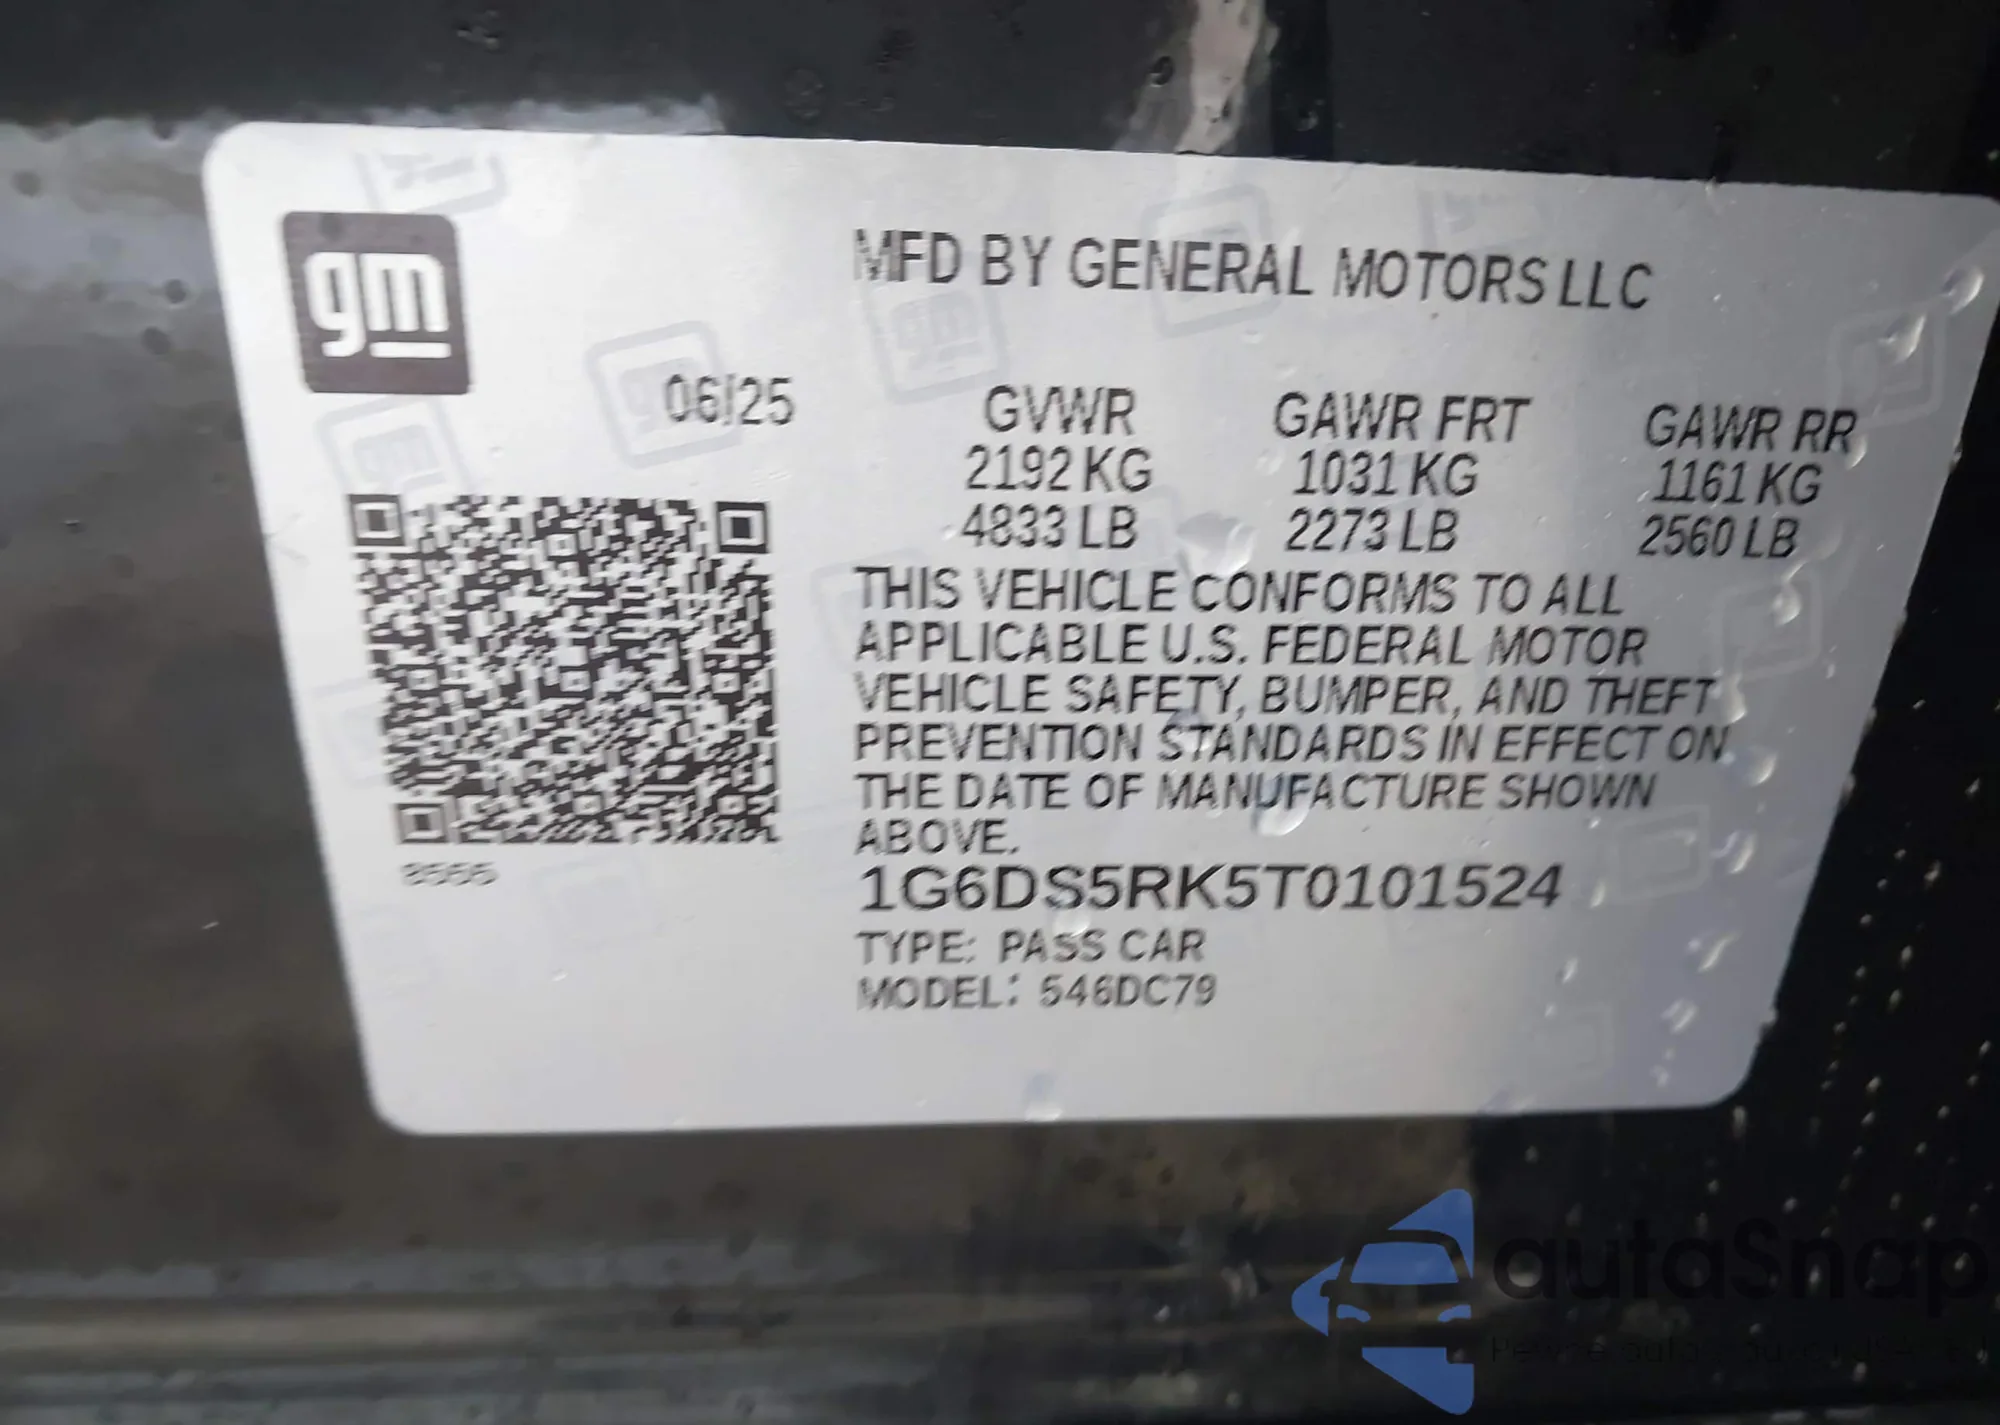 gm
MFD BY GENERAL MOTORS LLC
06/25
GVWR GAWR FRT GAWR RR
2192 KG 1031 KG 1161 KG
4833 LB 2273 LB 2560 LB
THIS VEHICLE CONFORMS TO ALL
APPLICABLE U.S. FEDERAL MOTOR
VEHICLE SAFETY, BUMPER, AND THEFT
PREVENTION STANDARDS IN EFFECT ON
THE DATE OF MANUFACTURE SHOWN
ABOVE.
1G6DS5RK5T0101524
TYPE: PASS CAR
MODEL: 546DC79
autaSnap